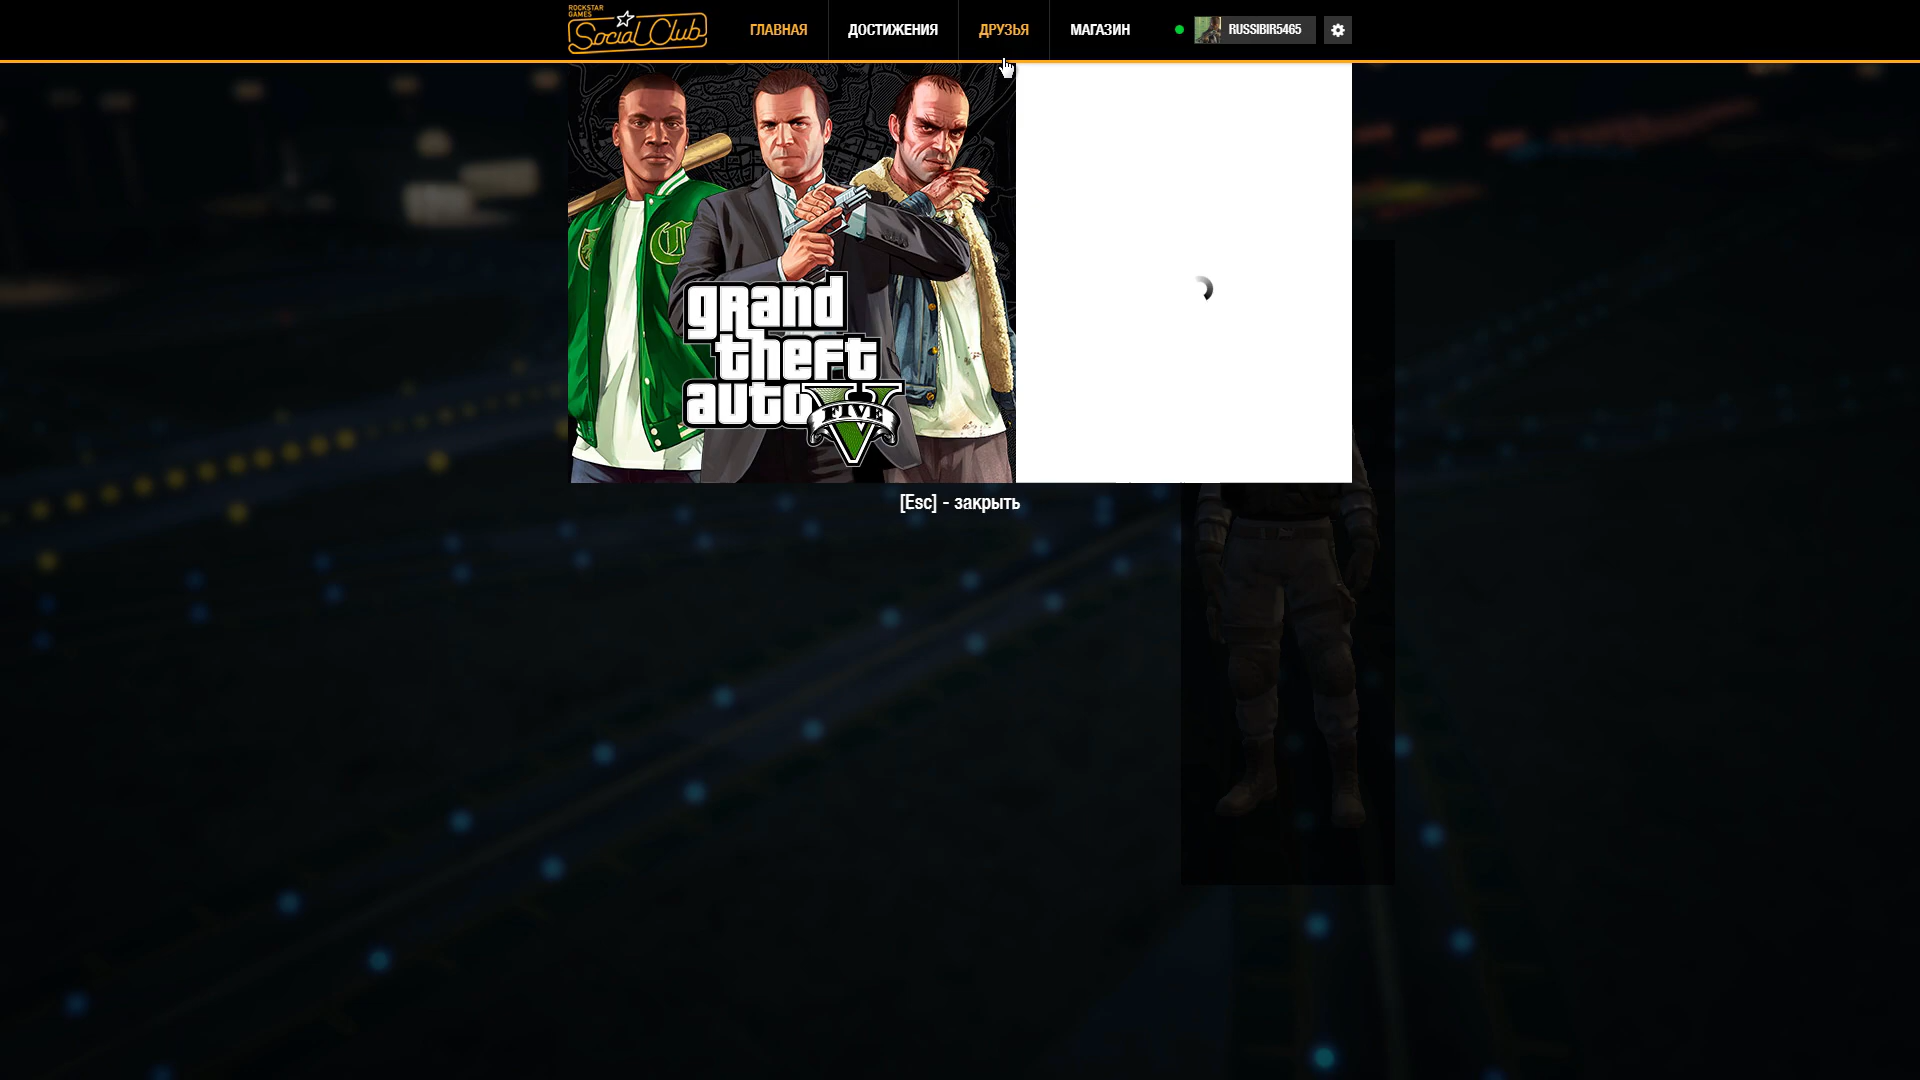 ROCKSTAR
GAMES
Social Club
ГЛАВНАЯ
ДОСТИЖЕНИЯ
ДРУЗЬЯ
МАГАЗИН
RUSSIBIR5465
grand
theft
auto
V
FIVE
[Esc] - закрыть